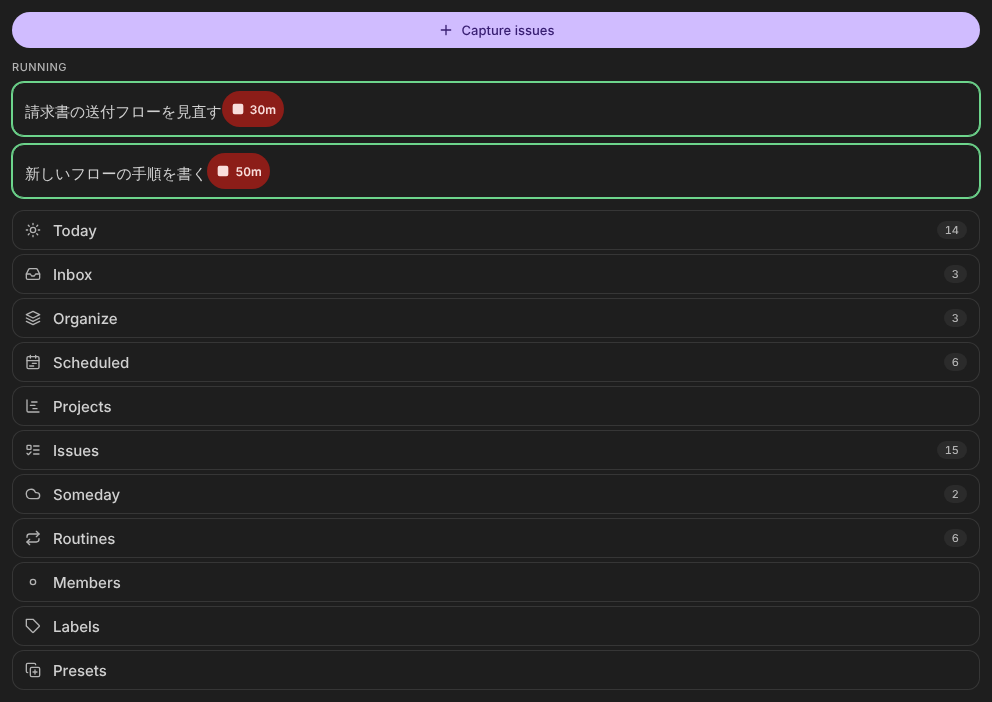 Capture issues
RUNNING
請求書の送付フローを見直す 30m
新しいフローの手順を書く 50m
Today 14
Inbox 3
Organize 3
Scheduled 6
Projects
Issues 15
Someday 2
Routines 6
Members
Labels
Presets